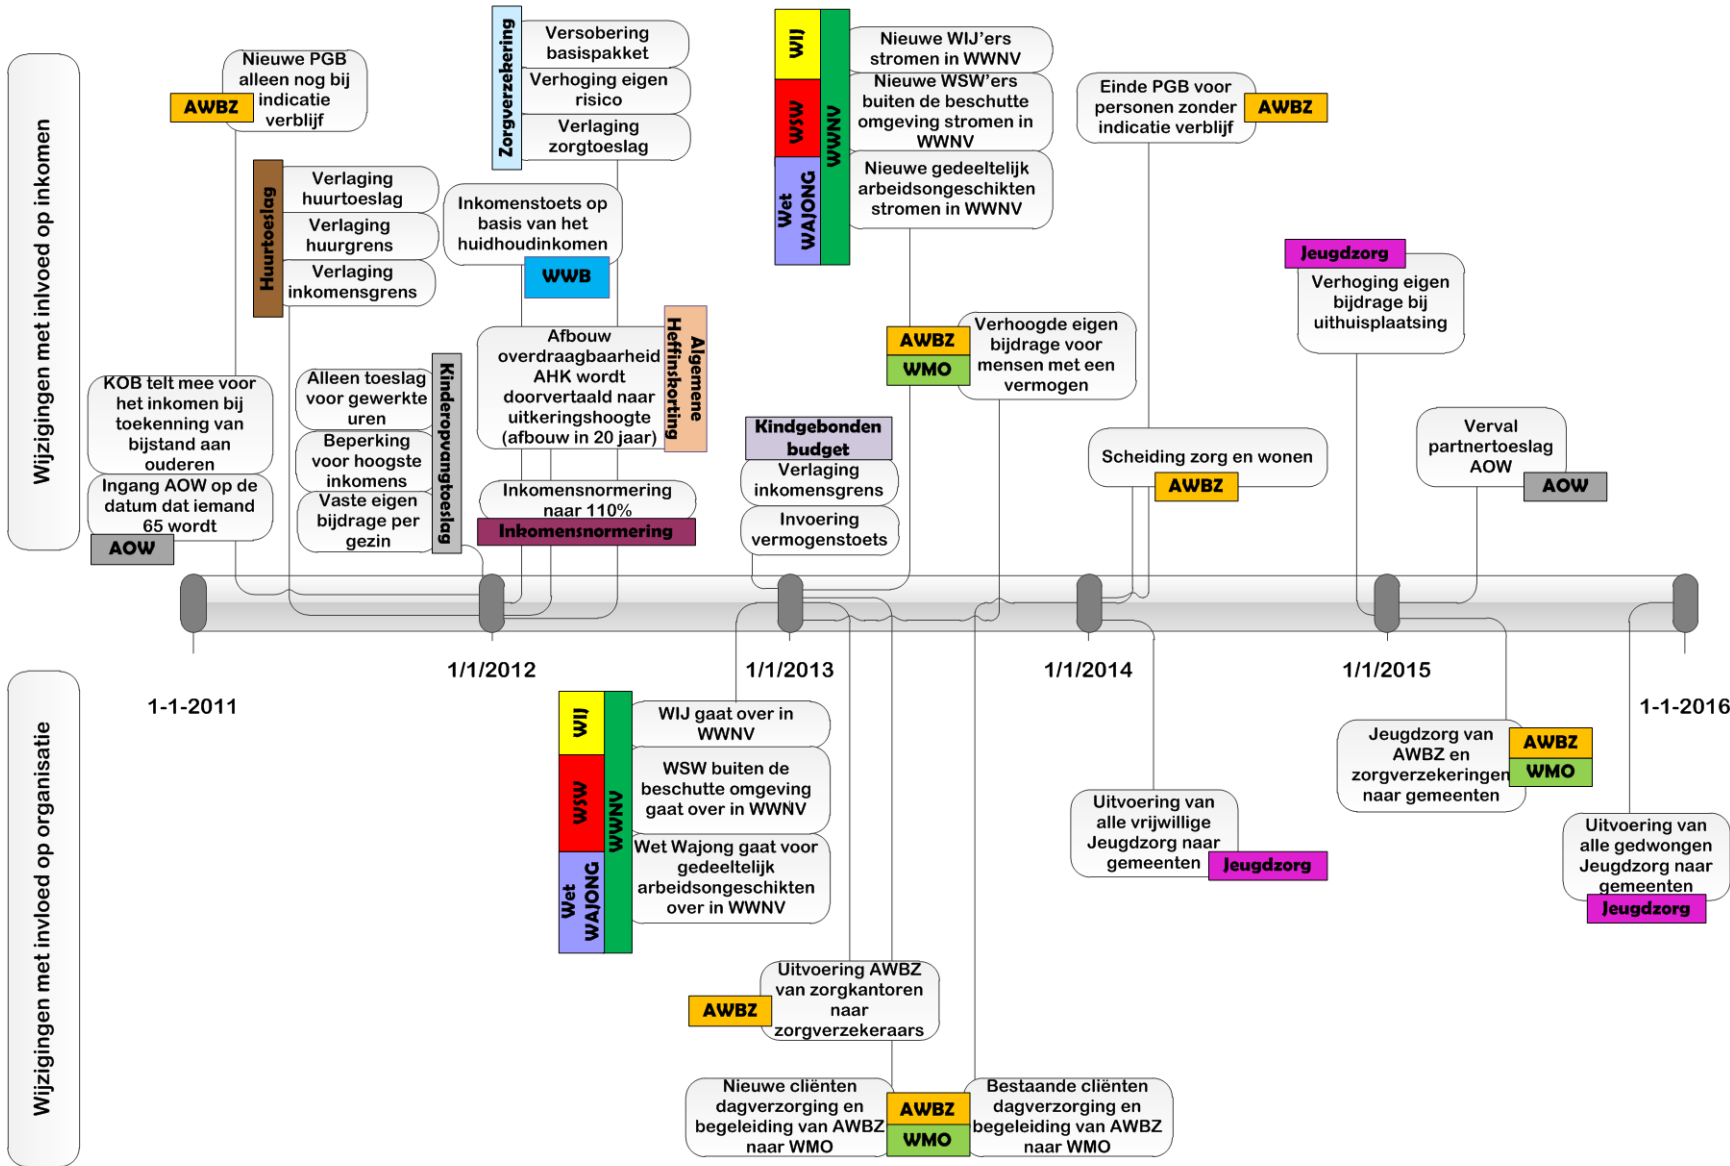 Wijzigingen met inlvoed op inkomen
Nieuwe PGB
alleen nog bij
indicatie
verblijf
AWBZ
Huurtoeslag
Verlaging
huurtoeslag
Verlaging
huurgrens
Verlaging
inkomensgrens
KOB telt mee voor
het inkomen bij
toekenning van
bijstand aan
ouderen
Ingang AOW op de
datum dat iemand
65 wordt
AOW
Alleen toeslag
voor gewerkte
uren
Beperking
voor hoogste
inkomens
Vaste eigen
bijdrage per
gezin
Kinderopvangtoeslag
Zorgverzekering
Versobering
basispakket
Verhoging eigen
risico
Verlaging
zorgtoeslag
Inkomenstoets op
basis van het
huidhoudinkomen
WWB
Afbouw
overdraagbaarheid
AHK wordt
doorvertaald naar
uitkeringshoogte
(afbouw in 20 jaar)
Algemene
Heffinskorting
Inkomensnormering
naar 110%
Inkomensnormering
WIJ
WSW
Wet
WAJONG
WWNV
Nieuwe WIJ'ers
stromen in WWNV
Nieuwe WSW'ers
buiten de beschutte
omgeving stromen in
WWNV
Nieuwe gedeeltelijk
arbeidsongeschikten
stromen in WWNV
AWBZ
WMO
Verhoogde eigen
bijdrage voor
mensen met een
vermogen
Kindgebonden
budget
Verlaging
inkomensgrens
Invoering
vermogenstoets
Einde PGB voor
personen zonder
indicatie verblijf
AWBZ
Scheiding zorg en wonen
AWBZ
Jeugdzorg
Verhoging eigen
bijdrage bij
uithuisplaatsing
Verval
partnertoeslag
AOW
AOW
1-1-2011
1/1/2012
1/1/2013
1/1/2014
1/1/2015
1-1-2016
Wijzigingen met invloed op organisatie
WIJ
WSW
Wet
WAJONG
WWNV
WIJ gaat over in
WWNV
WSW buiten de
beschutte omgeving
gaat over in WWNV
Wet Wajong gaat voor
gedeeltelijk
arbeidsongeschikten
over in WWNV
AWBZ
Uitvoering AWBZ
van zorgkantoren
naar
zorgverzekeraars
Nieuwe cliënten
dagverzorging en
begeleiding van AWBZ
naar WMO
AWBZ
WMO
Bestaande cliënten
dagverzorging en
begeleiding van AWBZ
naar WMO
Uitvoering van
alle vrijwillige
Jeugdzorg naar
gemeenten
Jeugdzorg
Jeugdzorg van
AWBZ en
zorgverzekeringen
naar gemeenten
AWBZ
WMO
Uitvoering van
alle gedwongen
Jeugdzorg naar
gemeenten
Jeugdzorg